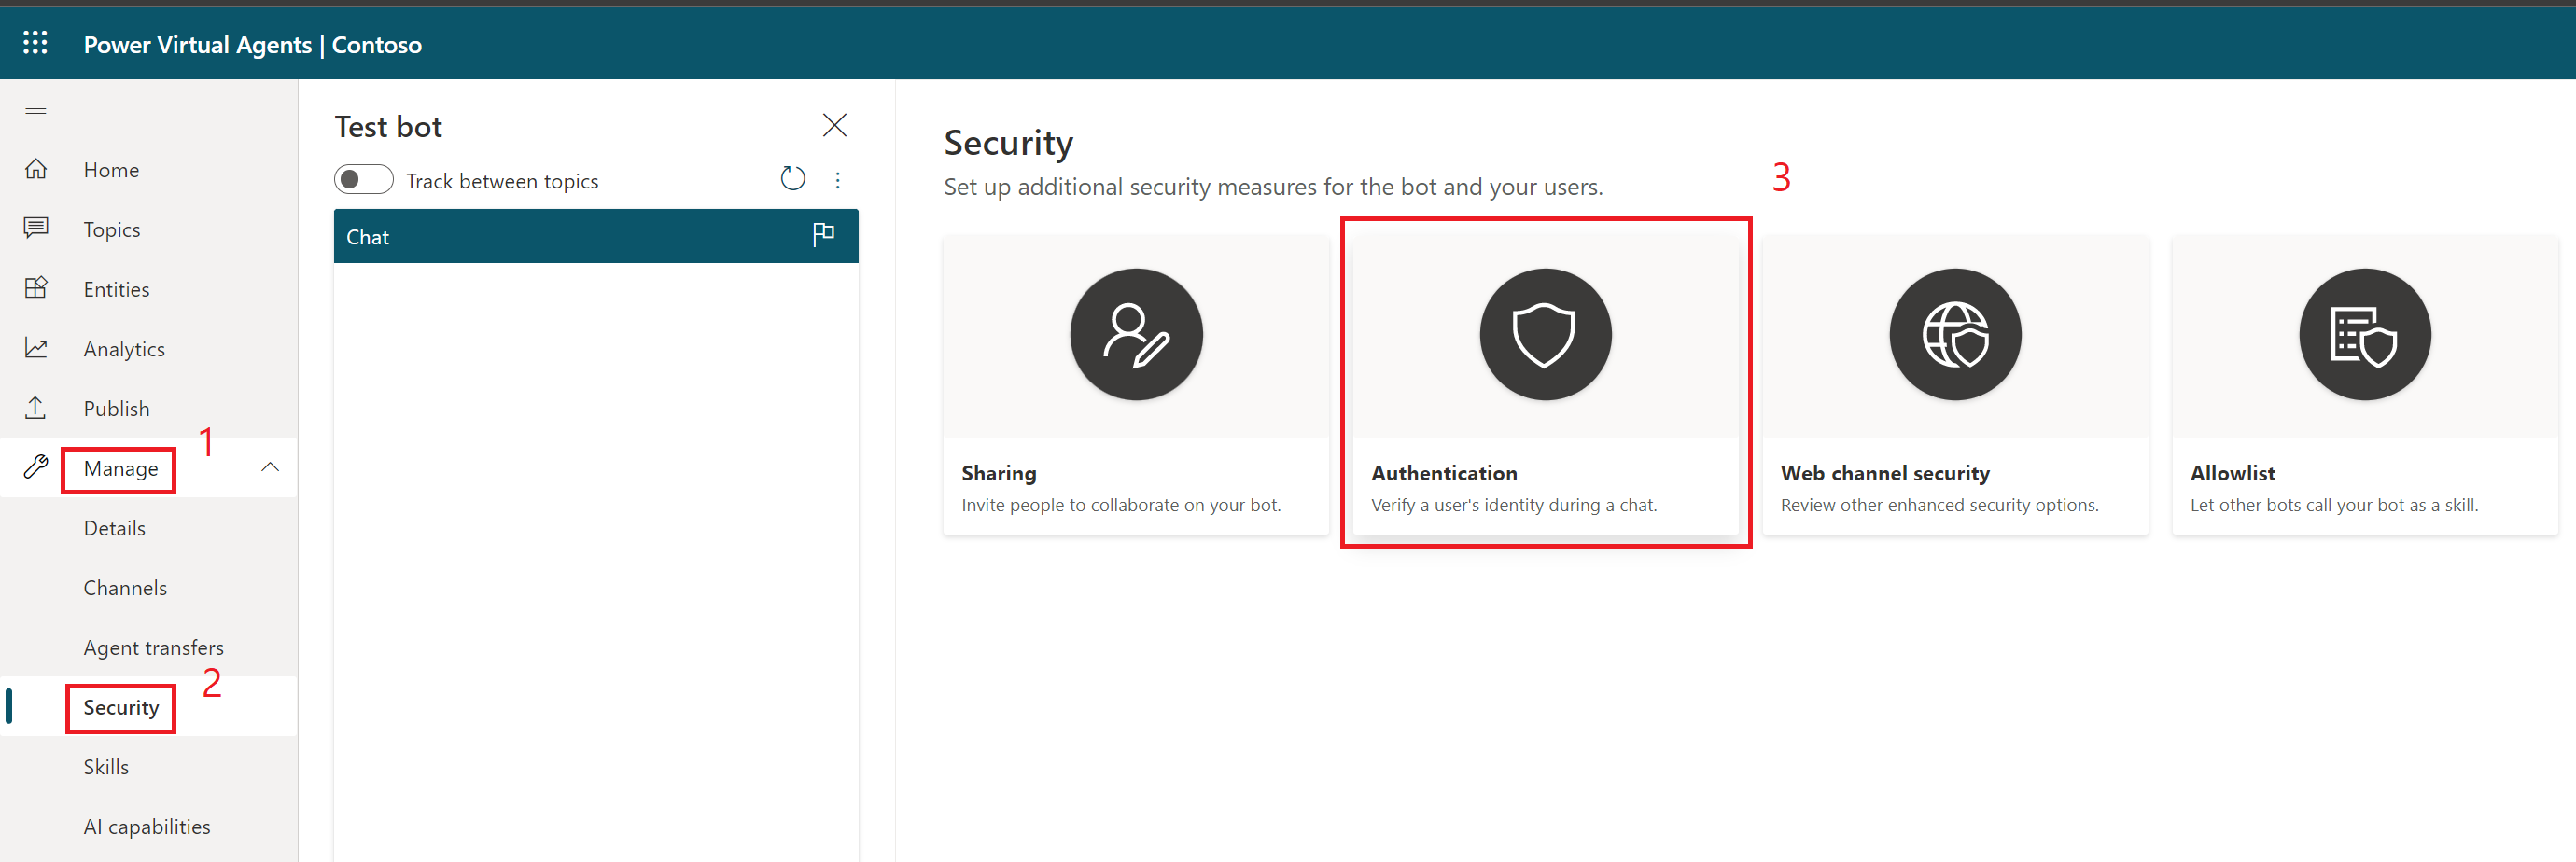 Power Virtual Agents | Contoso
Home
Topics
Entities
Analytics
Publish
1
Manage
Details
Channels
Agent transfers
2
Security
Skills
AI capabilities
Test bot
Track between topics
Chat
Security
Set up additional security measures for the bot and your users.
3
Sharing
Invite people to collaborate on your bot.
Authentication
Verify a user's identity during a chat.
Web channel security
Review other enhanced security options.
Allowlist
Let other bots call your bot as a skill.